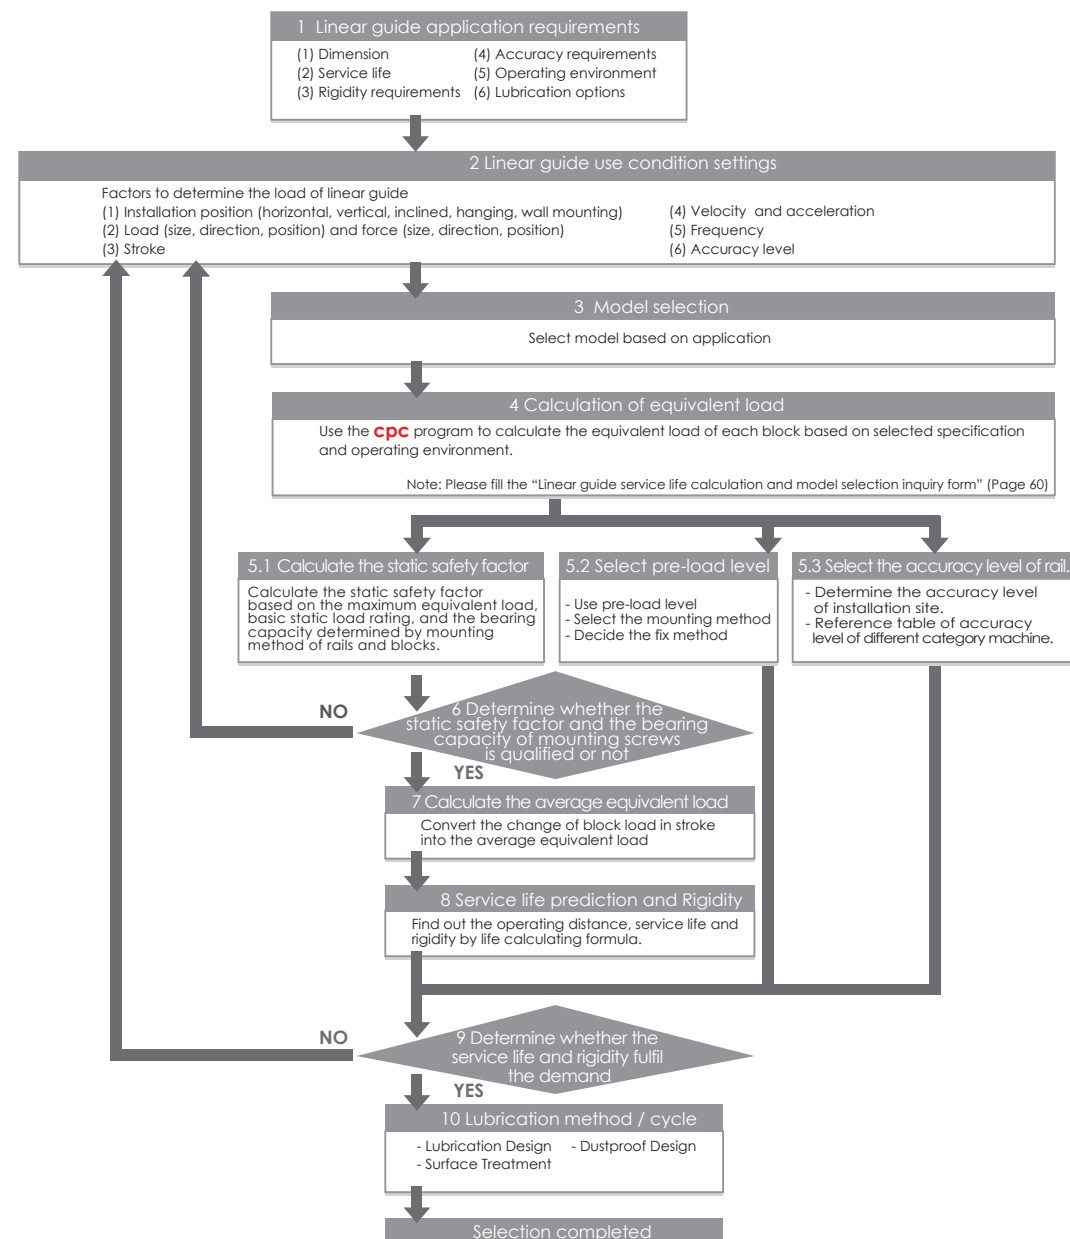 1 Linear guide application requirements
(1) Dimension
(2) Service life
(3) Rigidity requirements
(4) Accuracy requirements
(5) Operating environment
(6) Lubrication options
2 Linear guide use condition settings
Factors to determine the load of linear guide
(1) Installation position (horizontal, vertical, inclined, hanging, wall mounting)
(2) Load (size, direction, position) and force (size, direction, position)
(3) Stroke
(4) Velocity and acceleration
(5) Frequency
(6) Accuracy level
3 Model selection
Select model based on application
4 Calculation of equivalent load
Use the cpc program to calculate the equivalent load of each block based on selected specification
and operating environment.
Note: Please fill the “Linear guide service life calculation and model selection inquiry form” (Page 60)
5.1 Calculate the static safety factor
Calculate the static safety factor
based on the maximum equivalent load,
basic static load rating, and the bearing
capacity determined by mounting
method of rails and blocks.
5.2 Select pre-load level
- Use pre-load level
- Select the mounting method
- Decide the fix method
5.3 Select the accuracy level of rail.
- Determine the accuracy level
of installation site.
- Reference table of accuracy
level of different category machine.
NO
6 Determine whether the
static safety factor and the bearing
capacity of mounting screws
is qualified or not
YES
7 Calculate the average equivalent load
Convert the change of block load in stroke
into the average equivalent load
8 Service life prediction and Rigidity
Find out the operating distance, service life and
rigidity by life calculating formula.
NO
9 Determine whether the
service life and rigidity fulfil
the demand
YES
10 Lubrication method / cycle
- Lubrication Design - Dustproof Design
- Surface Treatment
Selection completed